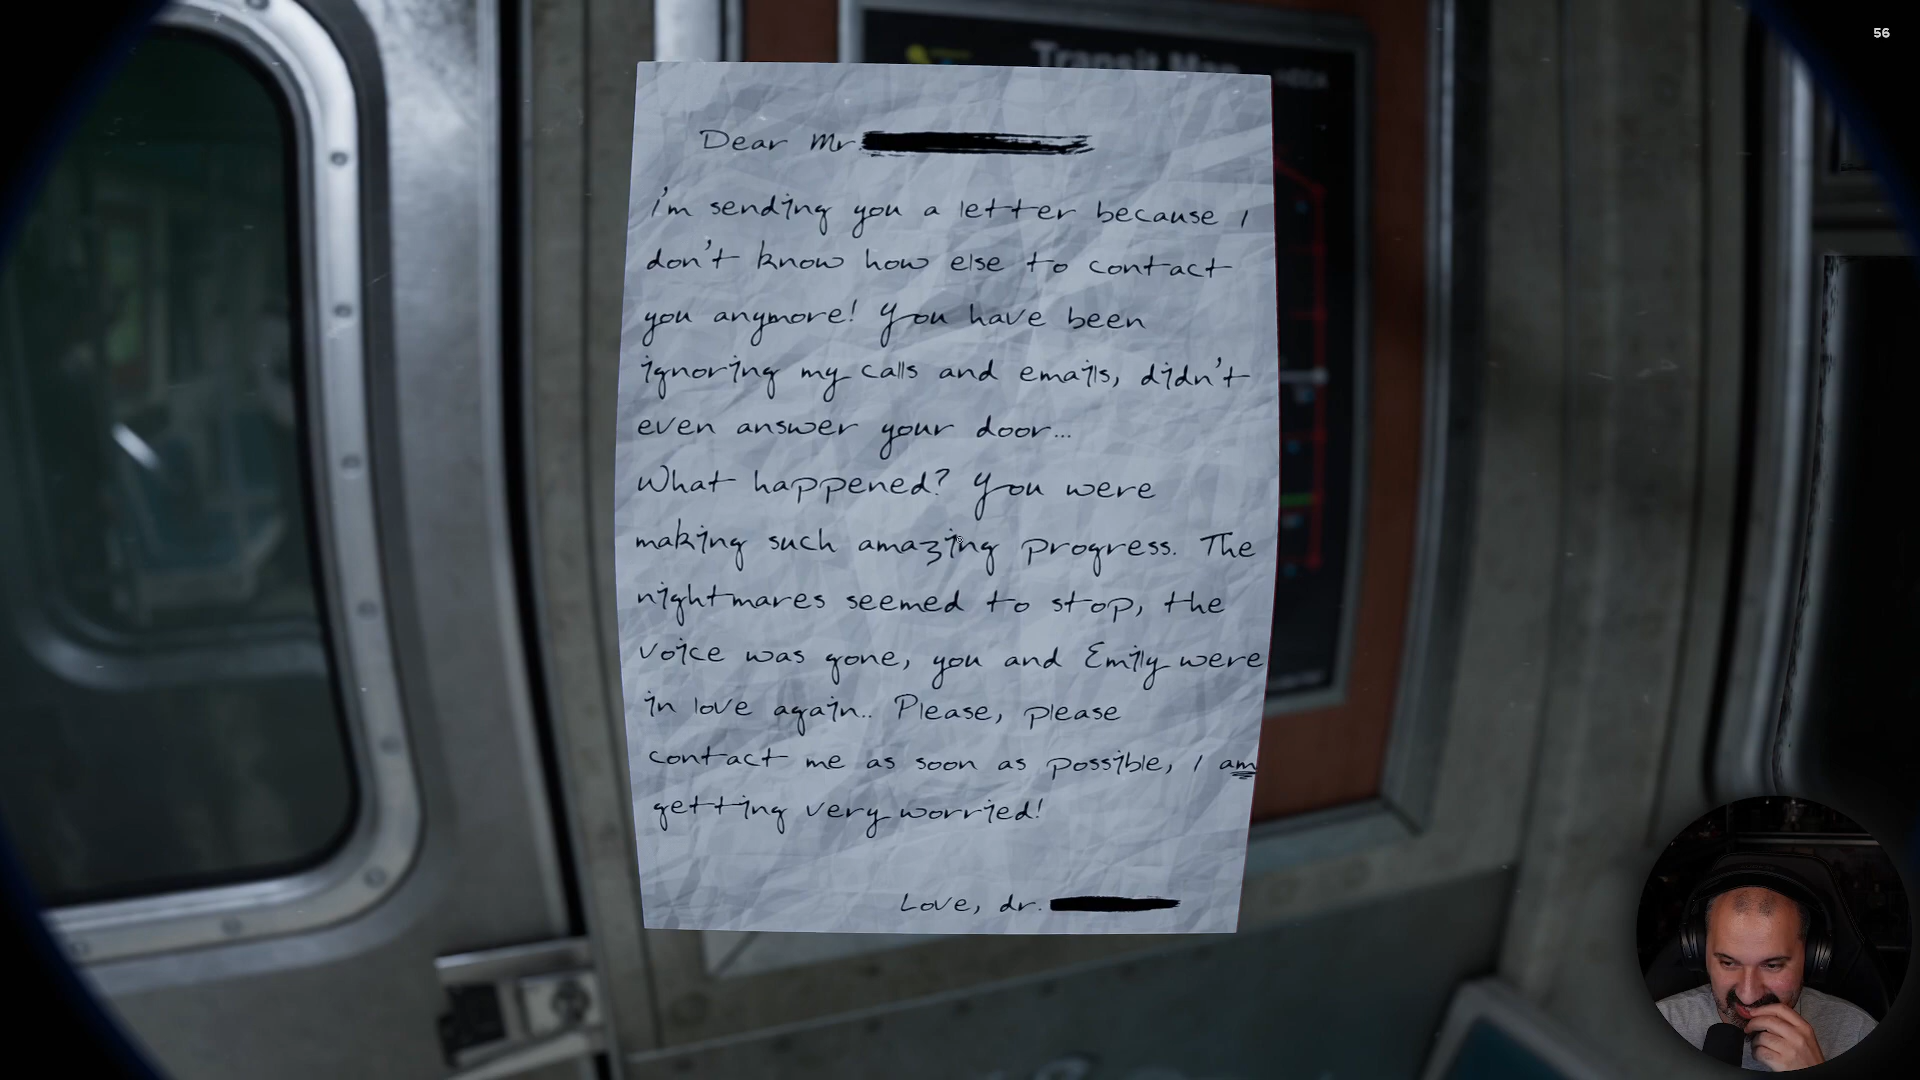 56
Transit Map
Dear Mr.
i'm sending you a letter because I
don't know how else to contact
you anymore! You have been
ignoring my calls and emails, didn't
even answer your door...
What happened? You were
making such amazing progress. The
nightmares seemed to stop, the
voice was gone, you and Emily were
in love again.. Please, please
contact me as soon as possible, I am
getting very worried!
Love, dr.